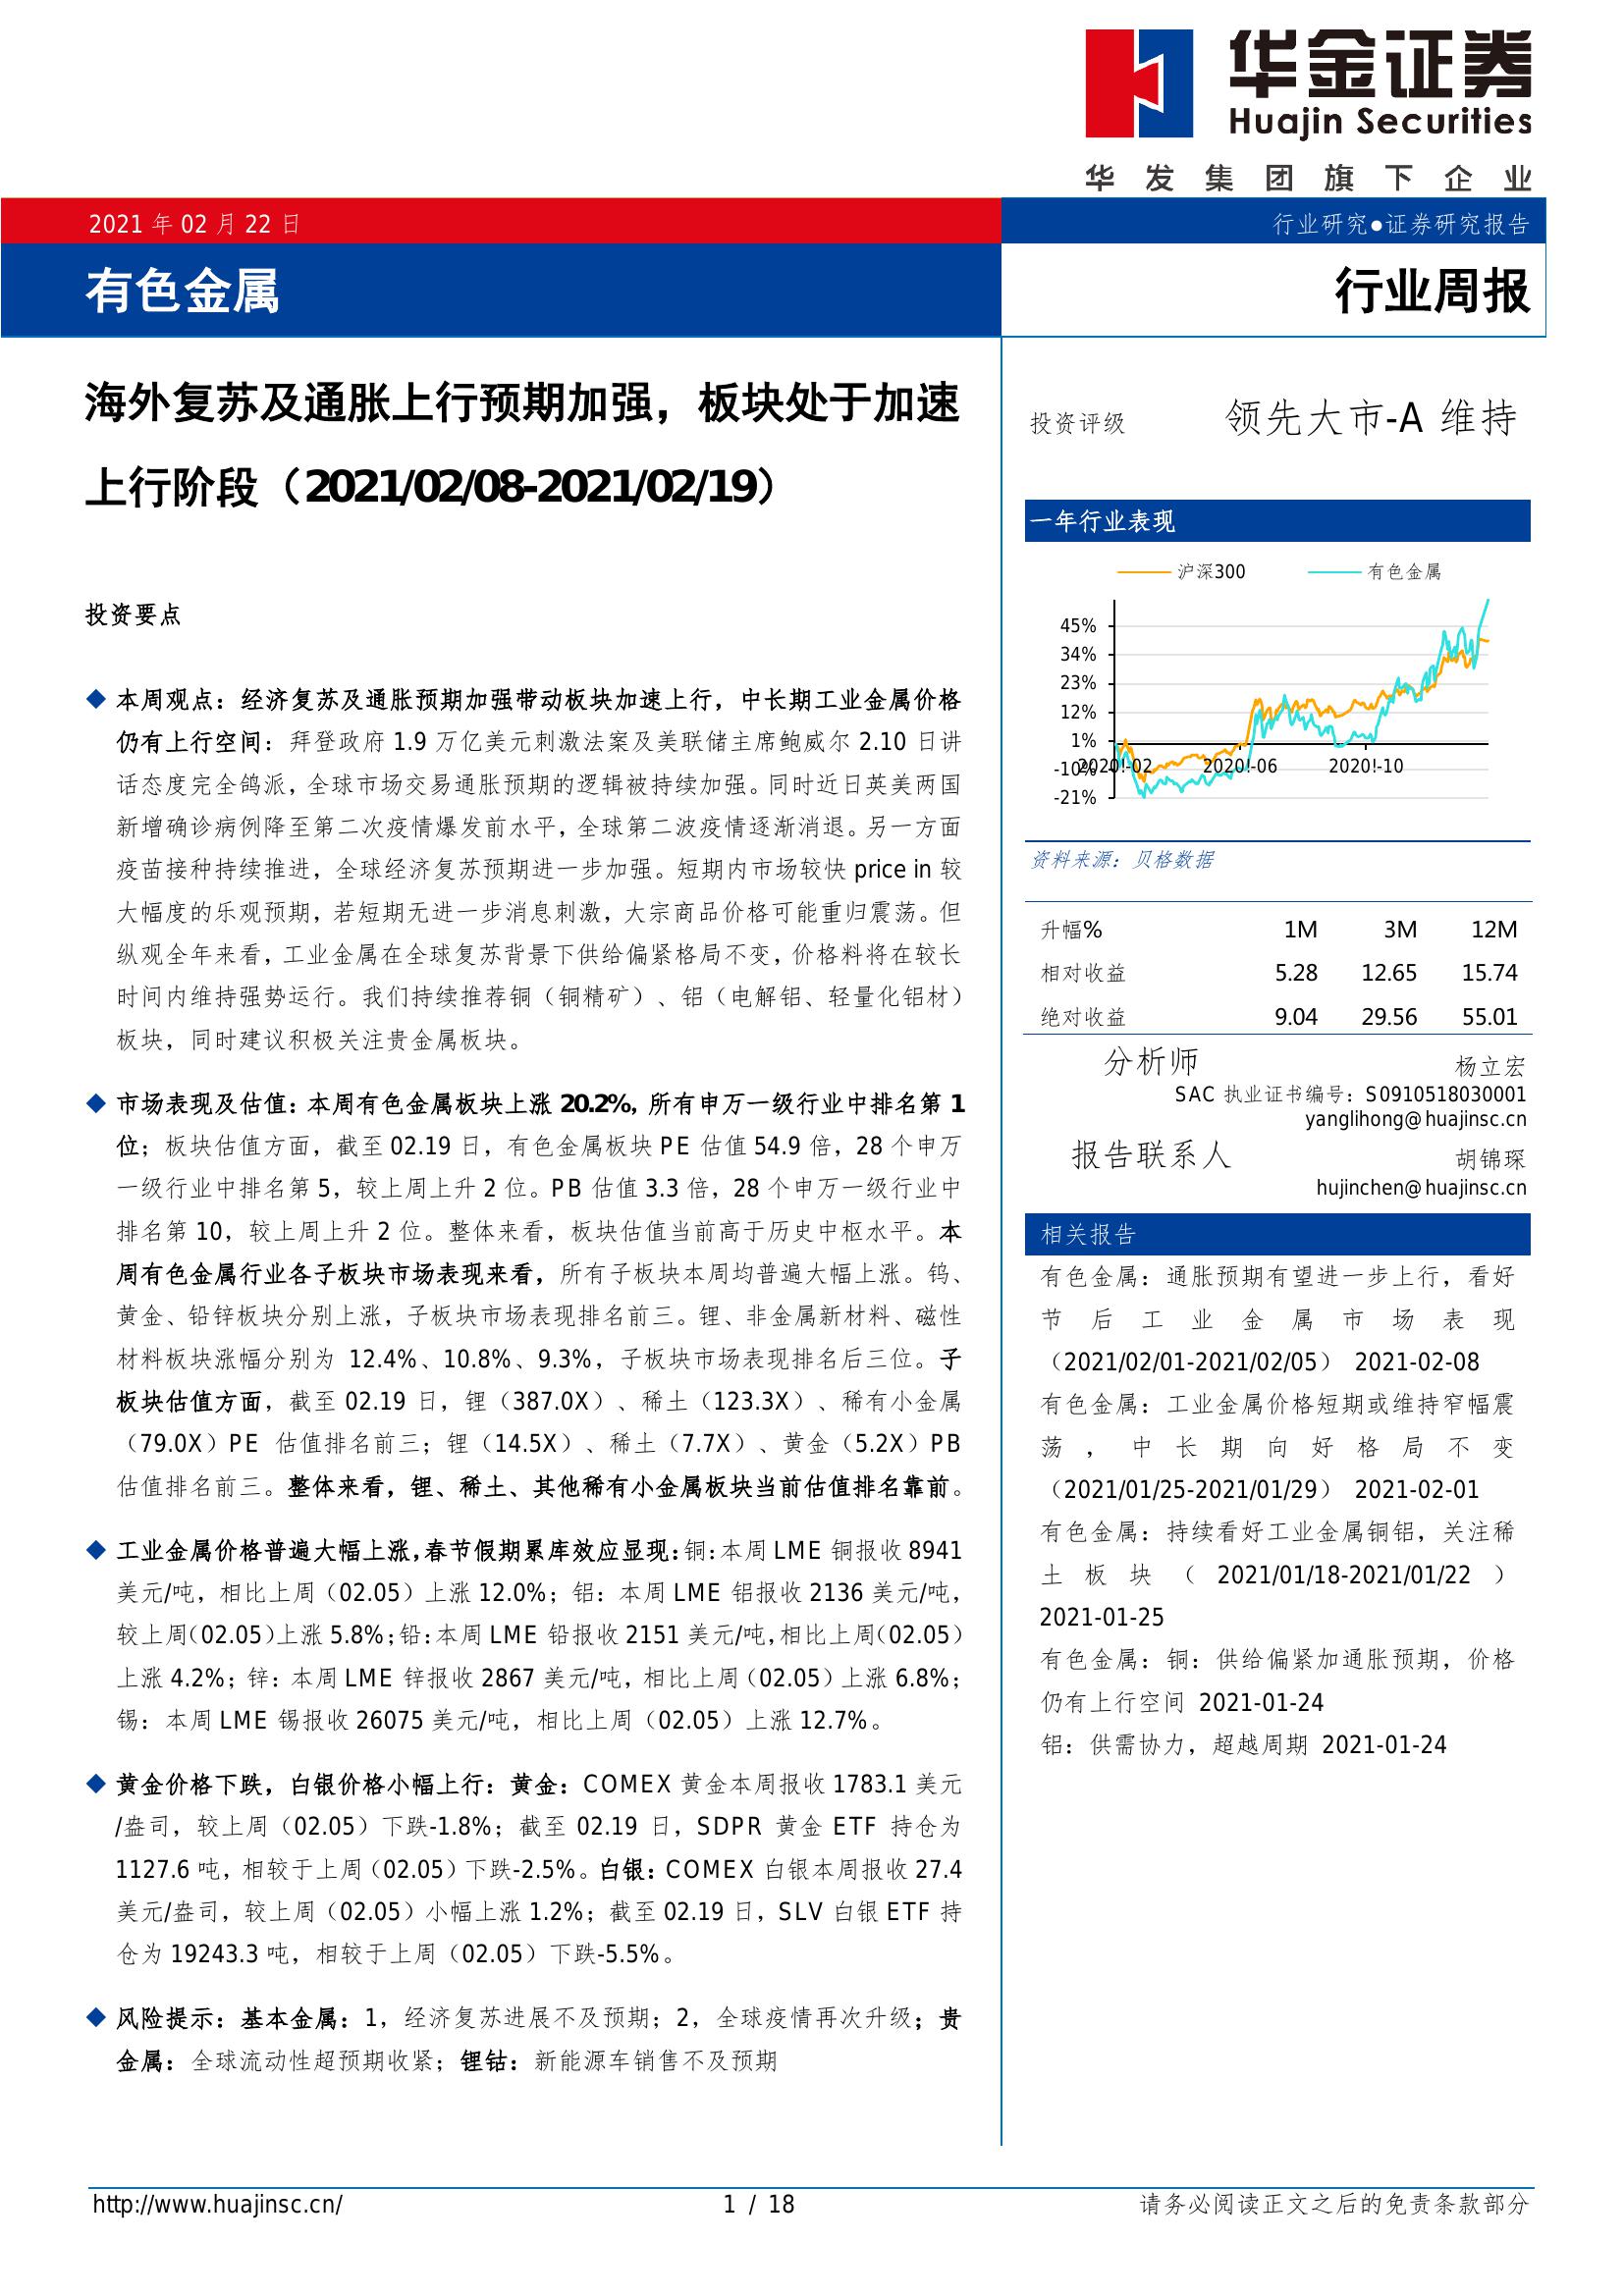 华金证券
Huajin Securities
华发集团旗下企业
2021 年 02 月 22 日
行业研究●证券研究报告
有色金属
行业周报
海外复苏及通胀上行预期加强，板块处于加速
上行阶段（2021/02/08-2021/02/19）
投资要点
◆ 本周观点：经济复苏及通胀预期加强带动板块加速上行，中长期工业金属价格
仍有上行空间：拜登政府 1.9 万亿美元刺激法案及美联储主席鲍威尔 2.10 日讲
话态度完全鸽派，全球市场交易通胀预期的逻辑被持续加强。同时近日英美两国
新增确诊病例降至第二次疫情爆发前水平，全球第二波疫情逐渐消退。另一方面
疫苗接种持续推进，全球经济复苏预期进一步加强。短期内市场较快 price in 较
大幅度的乐观预期，若短期无进一步消息刺激，大宗商品价格可能重归震荡。但
纵观全年来看，工业金属在全球复苏背景下供给偏紧格局不变，价格料将在较长
时间内维持强势运行。我们持续推荐铜（铜精矿）、铝（电解铝、轻量化铝材）
板块，同时建议积极关注贵金属板块。
◆ 市场表现及估值：本周有色金属板块上涨 20.2%，所有申万一级行业中排名第 1
位；板块估值方面，截至 02.19 日，有色金属板块 PE 估值 54.9 倍，28 个申万
一级行业中排名第 5，较上周上升 2 位。PB 估值 3.3 倍，28 个申万一级行业中
排名第 10，较上周上升 2 位。整体来看，板块估值当前高于历史中枢水平。本
周有色金属行业各子板块市场表现来看，所有子板块本周均普遍大幅上涨。钨、
黄金、铅锌板块分别上涨，子板块市场表现排名前三。锂、非金属新材料、磁性
材料板块涨幅分别为 12.4%、10.8%、9.3%，子板块市场表现排名后三位。子
板块估值方面，截至 02.19 日，锂（387.0X）、稀土（123.3X）、稀有小金属
（79.0X）PE 估值排名前三；锂（14.5X）、稀土（7.7X）、黄金（5.2X）PB
估值排名前三。整体来看，锂、稀土、其他稀有小金属板块当前估值排名靠前。
◆ 工业金属价格普遍大幅上涨，春节假期累库效应显现：铜：本周 LME 铜报收 8941
美元/吨，相比上周（02.05）上涨 12.0%；铝：本周 LME 铝报收 2136 美元/吨，
较上周（02.05）上涨 5.8%；铅：本周 LME 铅报收 2151 美元/吨，相比上周（02.05）
上涨 4.2%；锌：本周 LME 锌报收 2867 美元/吨，相比上周（02.05）上涨 6.8%；
锡：本周 LME 锡报收 26075 美元/吨，相比上周（02.05）上涨 12.7%。
◆ 黄金价格下跌，白银价格小幅上行：黄金：COMEX 黄金本周报收 1783.1 美元
/盎司，较上周（02.05）下跌-1.8%；截至 02.19 日，SDPR 黄金 ETF 持仓为
1127.6 吨，相较于上周（02.05）下跌-2.5%。白银：COMEX 白银本周报收 27.4
美元/盎司，较上周（02.05）小幅上涨 1.2%；截至 02.19 日，SLV 白银 ETF 持
仓为 19243.3 吨，相较于上周（02.05）下跌-5.5%。
◆ 风险提示：基本金属：1，经济复苏进展不及预期；2，全球疫情再次升级；贵
金属：全球流动性超预期收紧；锂钴：新能源车销售不及预期
投资评级 领先大市-A 维持
一年行业表现
沪深300 有色金属
45%
34%
23%
12%
1%
-10%
-21%
2020!-02 2020!-06 2020!-10
资料来源：贝格数据
升幅% 1M 3M 12M
相对收益 5.28 12.65 15.74
绝对收益 9.04 29.56 55.01
分析师 杨立宏
SAC 执业证书编号：S0910518030001
yanglihong@huajinsc.cn
报告联系人 胡锦琛
hujinchen@huajinsc.cn
相关报告
有色金属：通胀预期有望进一步上行，看好
节后工业金属市场表现
（2021/02/01-2021/02/05） 2021-02-08
有色金属：工业金属价格短期或维持窄幅震
荡，中长期向好格局不变
（2021/01/25-2021/01/29） 2021-02-01
有色金属：持续看好工业金属铜铝，关注稀
土板块（2021/01/18-2021/01/22）
2021-01-25
有色金属：铜：供给偏紧加通胀预期，价格
仍有上行空间 2021-01-24
铝：供需协力，超越周期 2021-01-24
http://www.huajinsc.cn/ 1 / 18 请务必阅读正文之后的免责条款部分